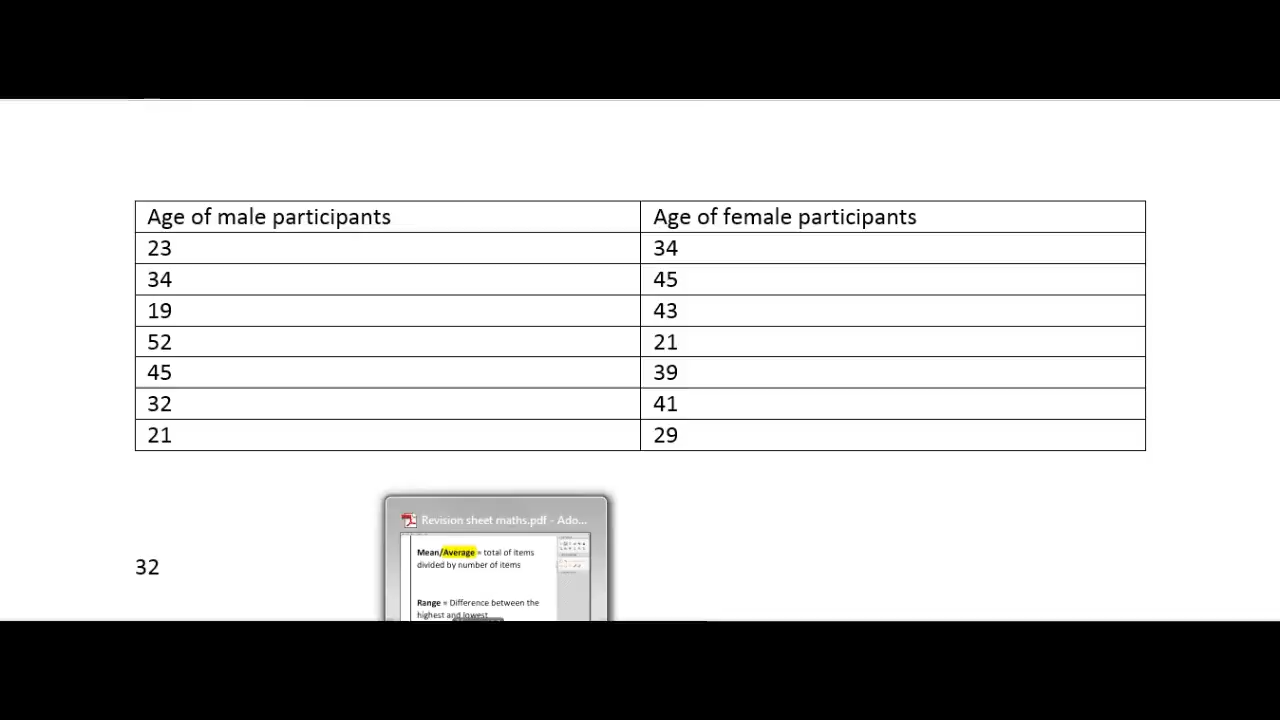 Age of male participants Age of female participants
23 34
34 45
19 43
52 21
45 39
32 41
21 29
Revision sheet maths.pdf - Ado...
Mean/Average = total of items
divided by number of items
Range = Difference between the
highest and lowest
32